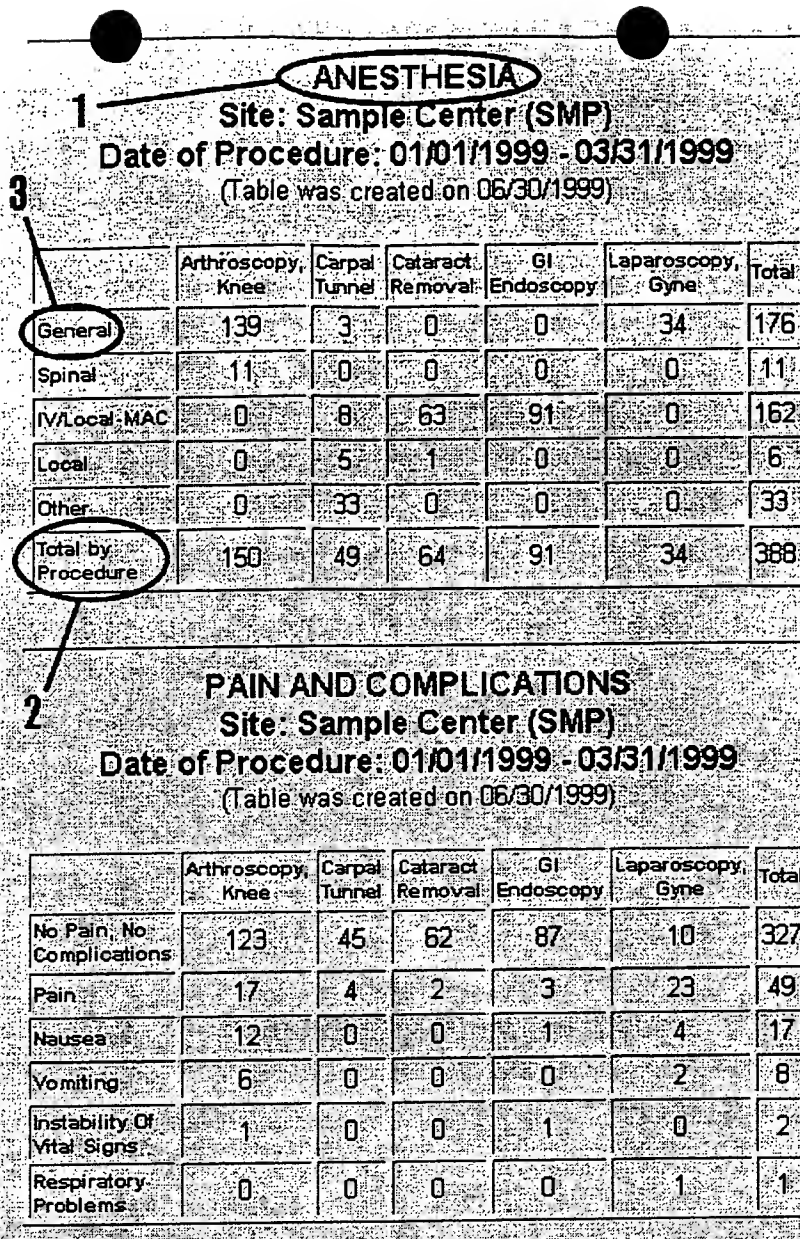 ANESTHESIA
1
Site: Sample Center (SMP)
Date of Procedure: 01/01/1999 - 03/31/1999
(Table was created on 06/30/1999)
3
Arthroscopy, Knee Carpal Tunnel Cataract Removal GI Endoscopy Laparoscopy, Gyne Total
General 139 3 0 0 34 176
Spinal 11 0 0 0 0 11
IV/Local-MAC 0 8 63 91 0 162
Local 0 5 1 0 0 6
Other 0 33 0 0 0 33
Total by Procedure 150 49 64 91 34 388
2
PAIN AND COMPLICATIONS
Site: Sample Center (SMP)
Date of Procedure: 01/01/1999 - 03/31/1999
(Table was created on 06/30/1999)
Arthroscopy, Knee Carpal Tunnel Cataract Removal GI Endoscopy Laparoscopy, Gyne Total
No Pain, No Complications 123 45 62 87 10 327
Pain 17 4 2 3 23 49
Nausea 12 0 0 1 4 17
Vomiting 6 0 0 0 2 8
Instability Of Vital Signs 1 0 0 1 0 2
Respiratory Problems 0 0 0 0 1 1